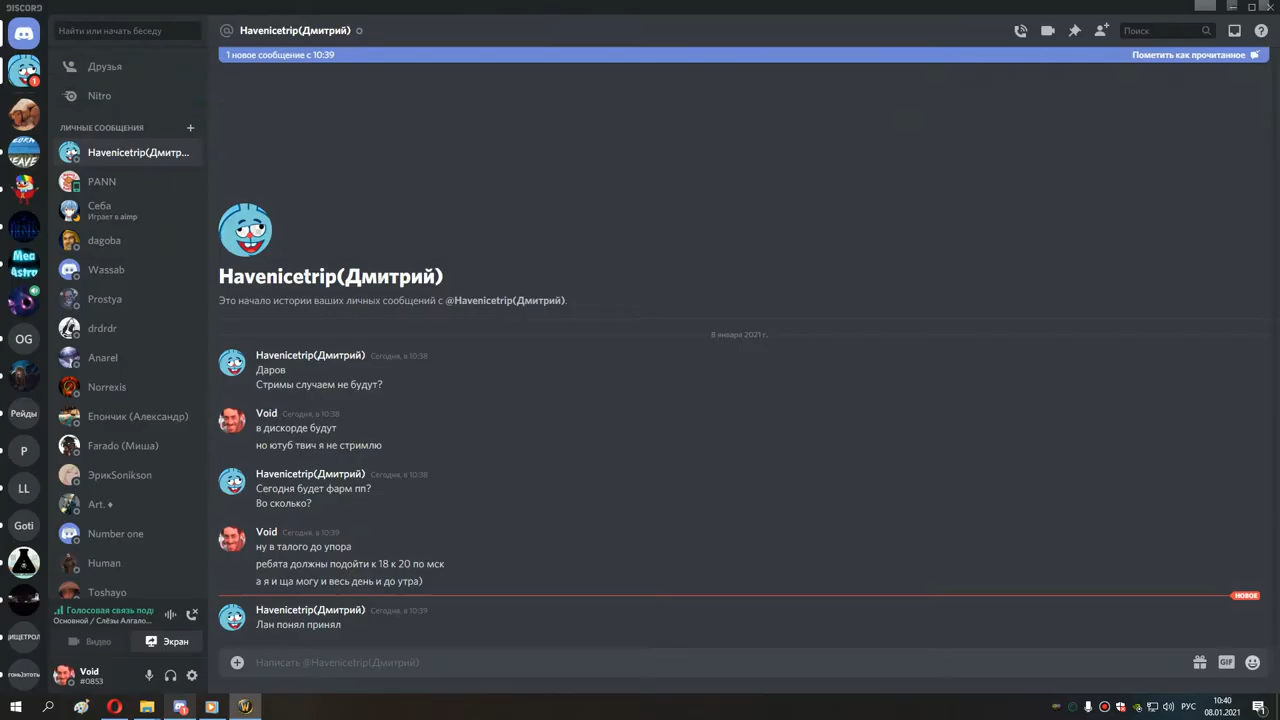 DISCORD
Найти или начать беседу
Havenicetrip(Дмитрий)
Поиск
1 новое сообщение с 10:39
Пометить как прочитанное
Друзья
Nitro
ЛИЧНЫЕ СООБЩЕНИЯ
Havenicetrip(Дмитр...
PANN
Себа
Играет в aimp
dagoba
Wassab
Prostya
drdrdr
Anarel
Norrexis
Епончик (Александр)
Farado (Миша)
ЭрикSonikson
Art. ♦
Number one
Human
Toshayo
Mea
Astro
OG
Рейды
P
LL
Goti
Голосовая связь под
Основной / Слёзы Алгало...
Видео
Экран
Void
#0853
Havenicetrip(Дмитрий)
Это начало истории ваших личных сообщений с @Havenicetrip(Дмитрий).
8 января 2021 г.
Havenicetrip(Дмитрий) Сегодня, в 10:38
Даров
Стримы случаем не будут?
Void Сегодня, в 10:38
в дискорде будут
но ютуб твич я не стримлю
Havenicetrip(Дмитрий) Сегодня, в 10:38
Сегодня будет фарм пп?
Во сколько?
Void Сегодня, в 10:39
ну в талого до упора
ребята должны подойти к 18 к 20 по мск
а я и ща могу и весь день и до утра)
НОВОЕ
Havenicetrip(Дмитрий) Сегодня, в 10:39
Лан понял принял
Написать @Havenicetrip(Дмитрий)
GIF
РУС
10:40
08.01.2021